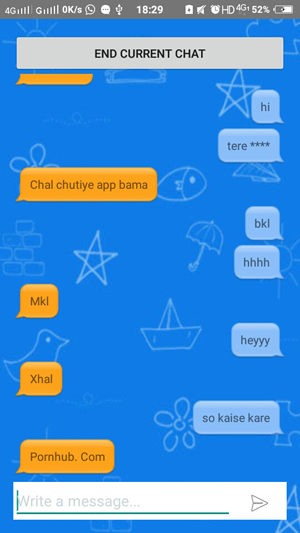 4G G 0K/s 18:29 HD 4G 52%
END CURRENT CHAT
hi
tere ****
Chal chutiye app bama
bkl
hhhh
Mkl
heyyy
Xhal
so kaise kare
Pornhub. Com
Write a message...